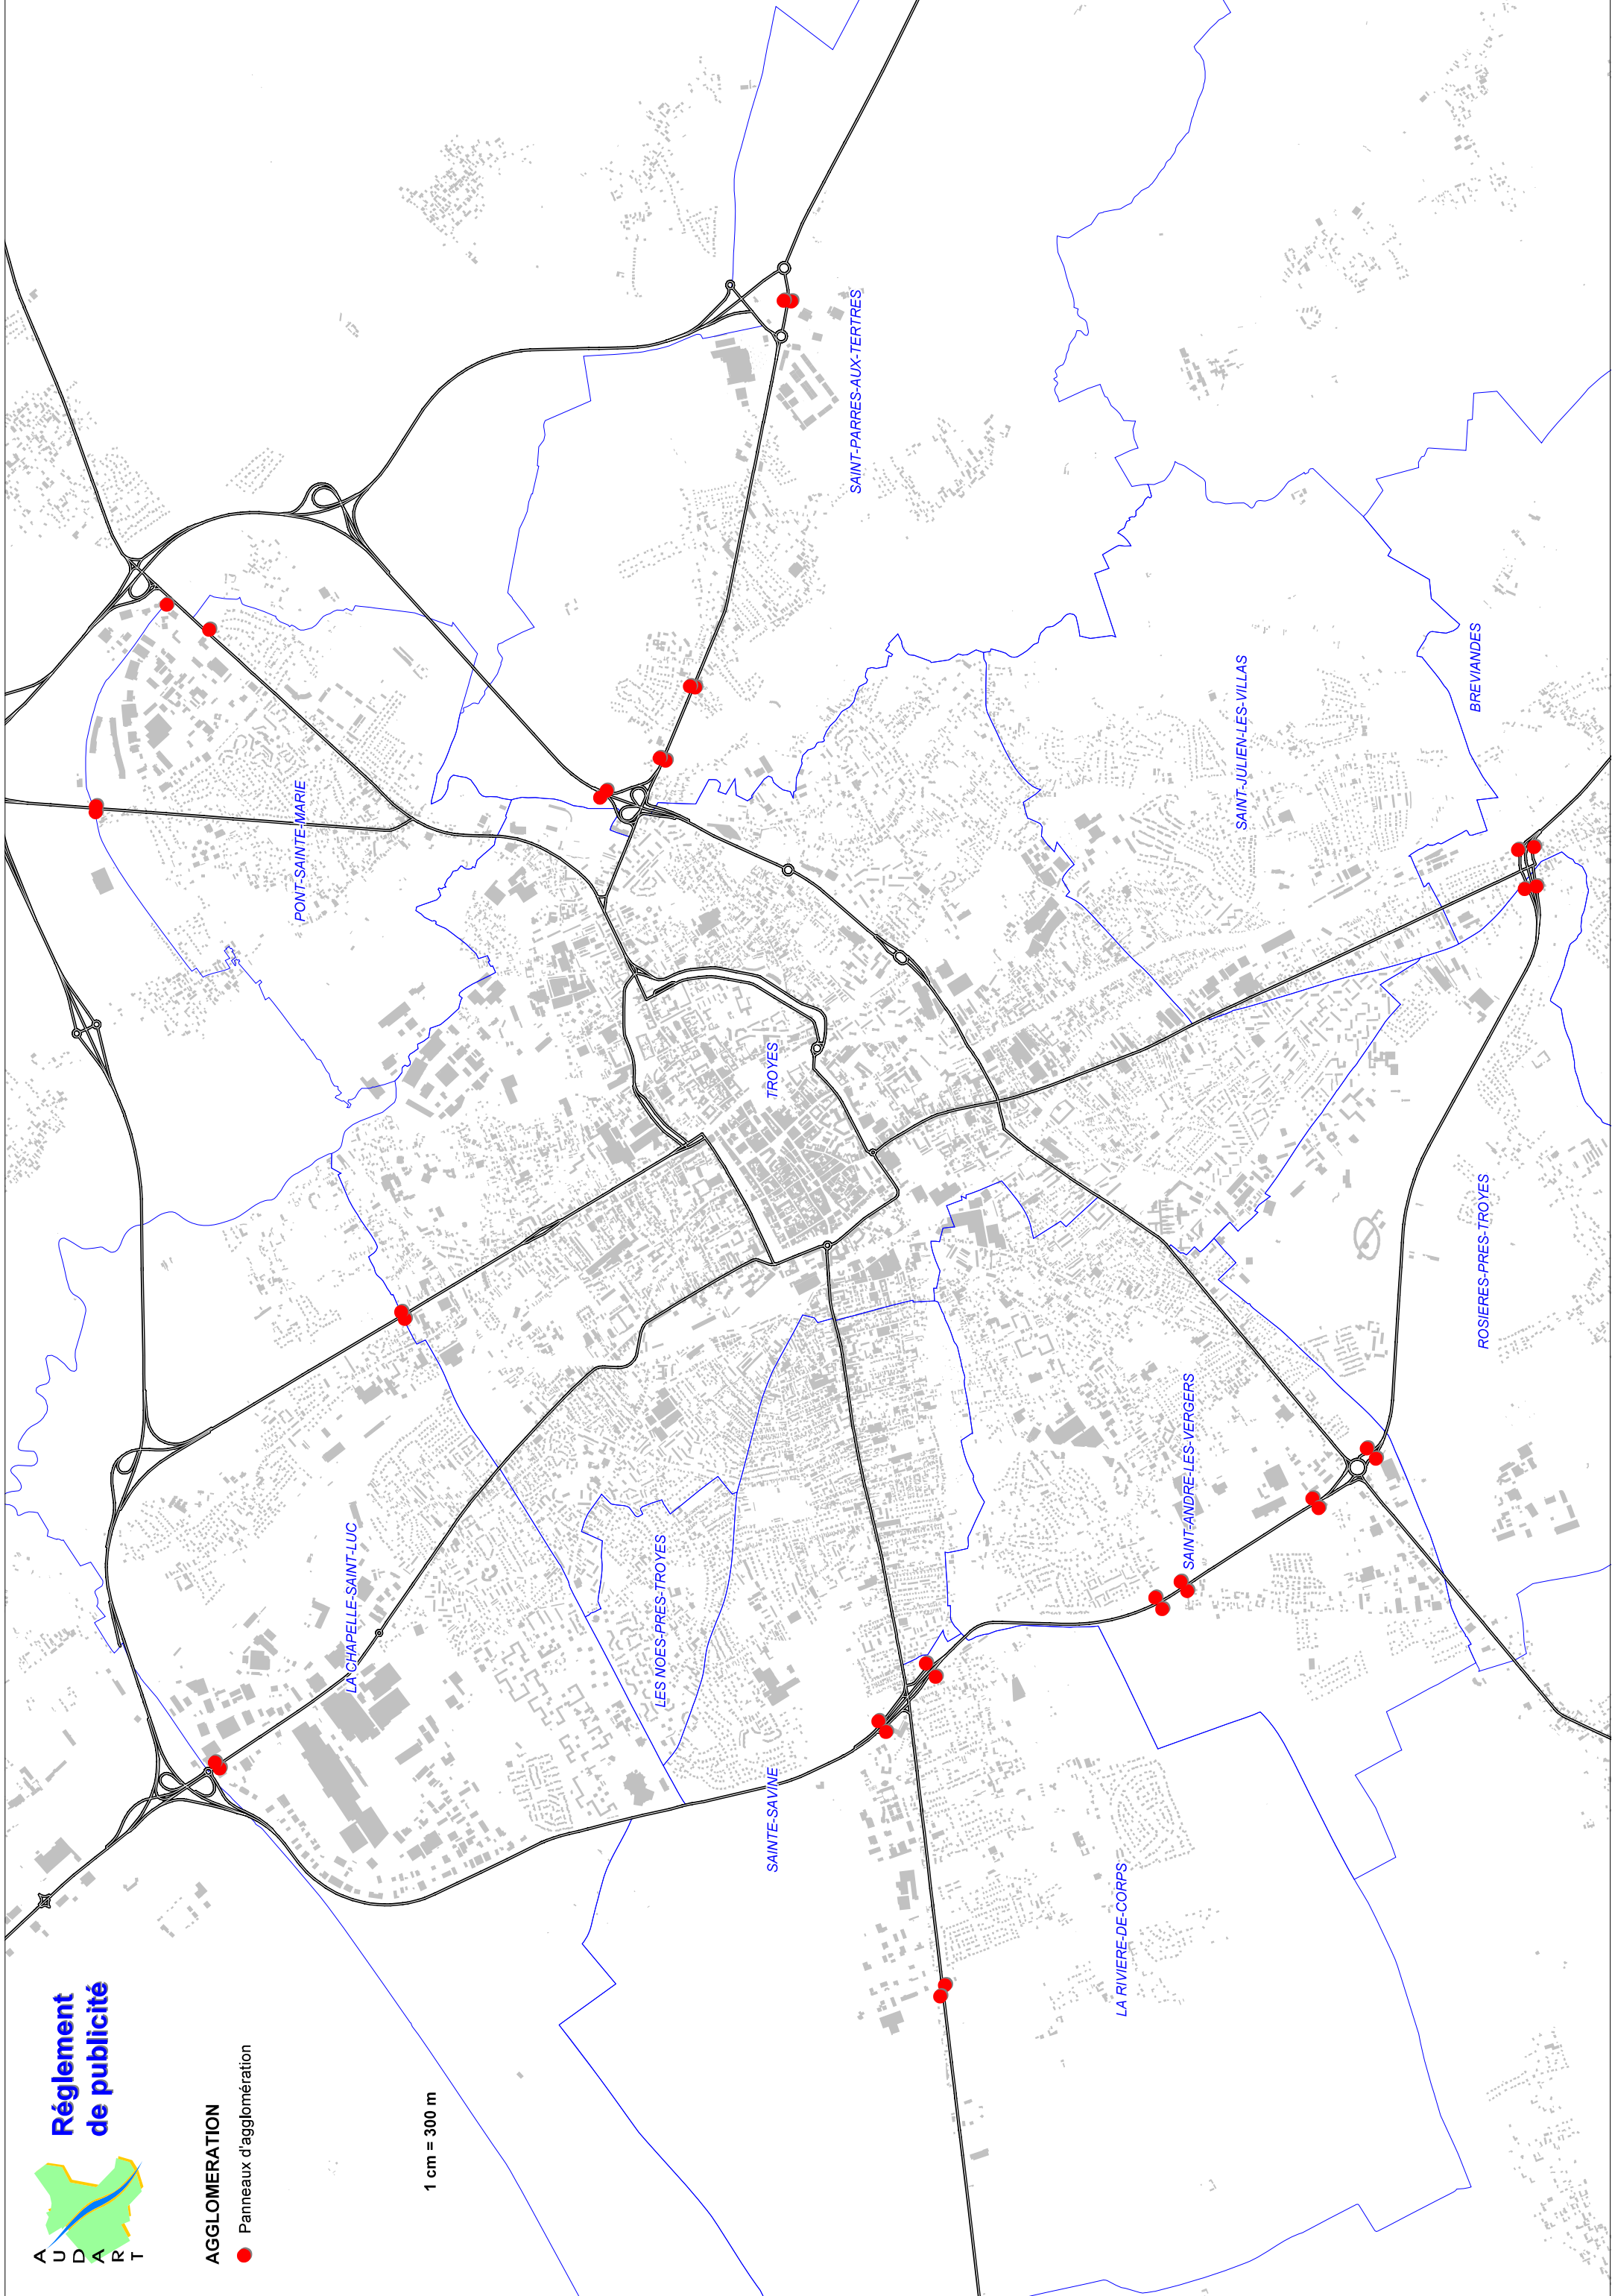 AUDART
Réglement
de publicité
AGGLOMERATION
Panneaux d'agglomération
1 cm = 300 m
PONT-SAINTE-MARIE
SAINT-PARRES-AUX-TERTRES
LA CHAPELLE-SAINT-LUC
LES NOES-PRES-TROYES
TROYES
SAINTE-SAVINE
SAINT-JULIEN-LES-VILLAS
BREVIANDES
SAINT-ANDRE-LES-VERGERS
ROSIERES-PRES-TROYES
LA RIVIERE-DE-CORPS